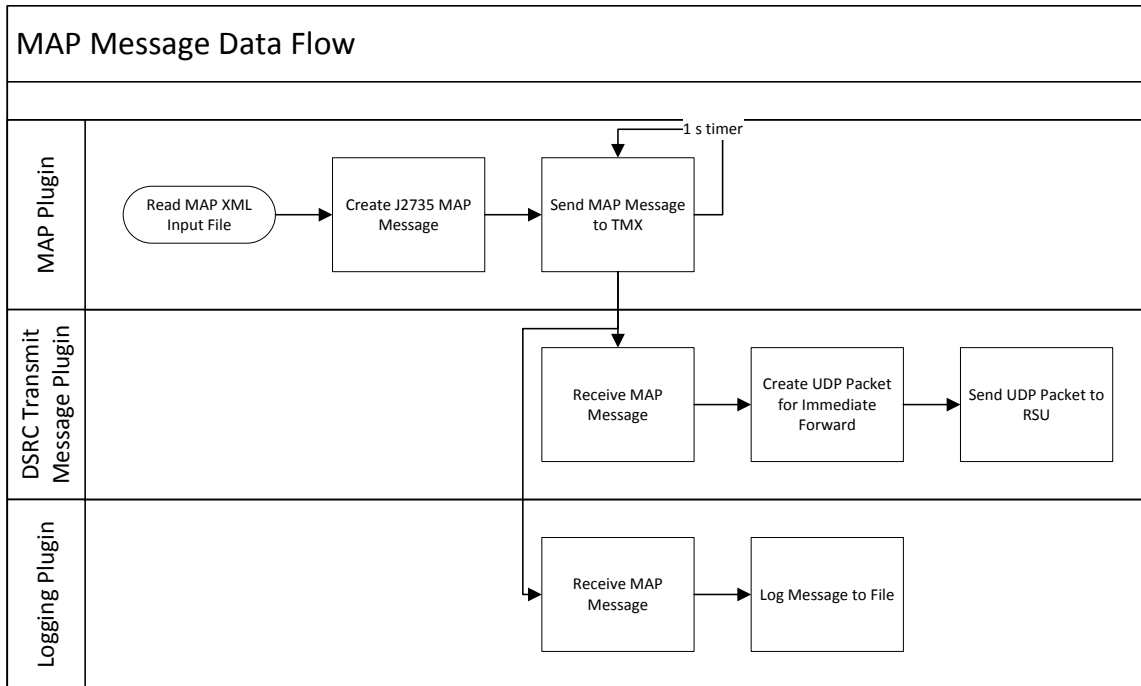 MAP Message Data Flow
MAP Plugin
1 s timer
Read MAP XML
Input File
Create J2735 MAP
Message
Send MAP Message
to TMX
DSRC Transmit
Message Plugin
Receive MAP
Message
Create UDP Packet
for Immediate
Forward
Send UDP Packet to
RSU
Logging Plugin
Receive MAP
Message
Log Message to File